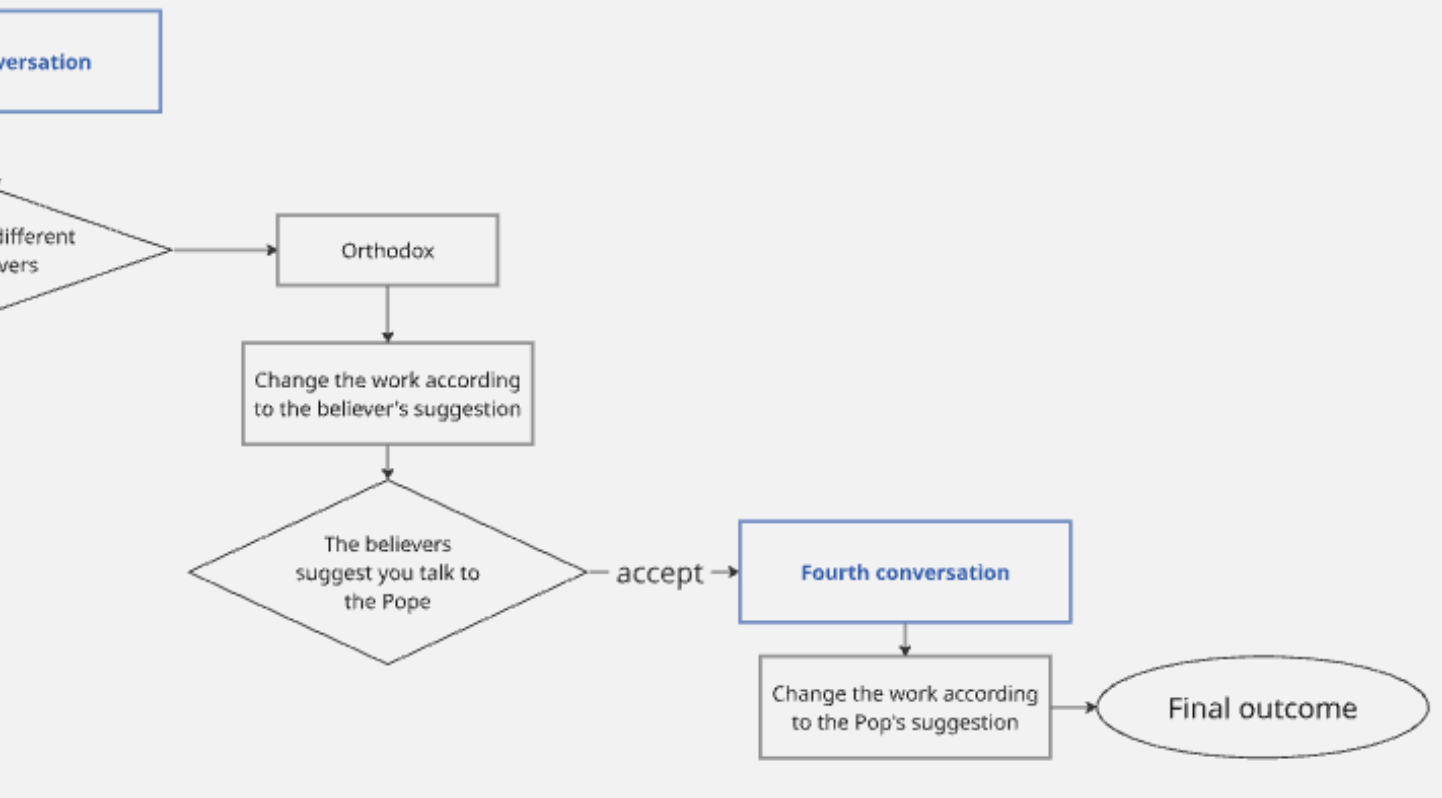 versation
different
vers
Orthodox
Change the work according
to the believer's suggestion
The believers
suggest you talk to
the Pope
accept
Fourth conversation
Change the work according
to the Pop's suggestion
Final outcome